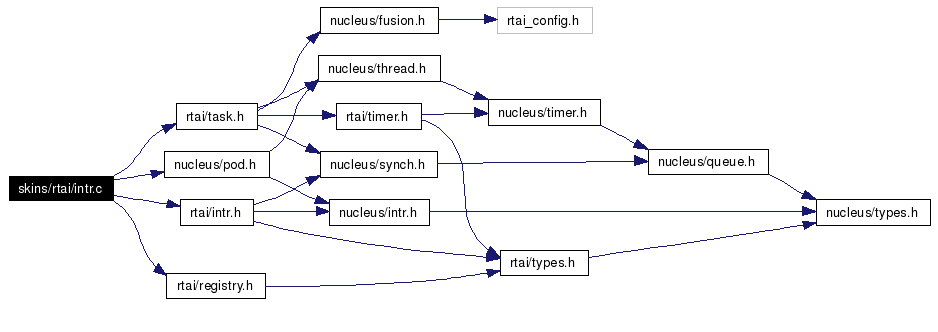 nucleus/fusion.h
rtai_config.h
nucleus/thread.h
nucleus/timer.h
rtai/task.h
rtai/timer.h
nucleus/pod.h
nucleus/synch.h
nucleus/queue.h
skins/rtai/intr.c
rtai/intr.h
nucleus/intr.h
nucleus/types.h
rtai/types.h
rtai/registry.h